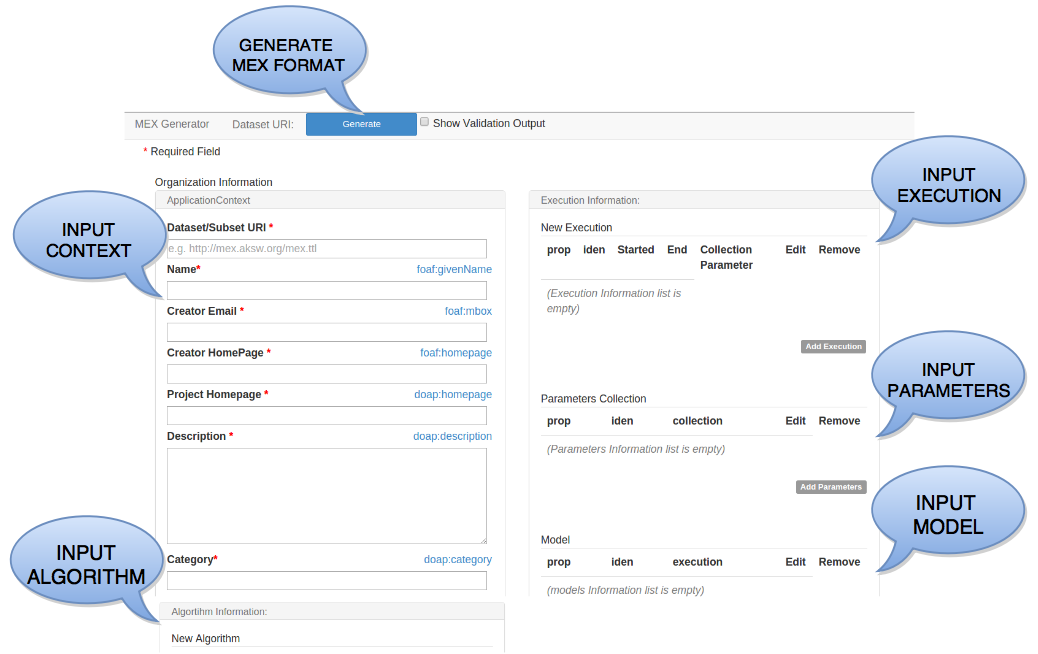 GENERATE
MEX FORMAT
MEX Generator Dataset URI: Generate Show Validation Output
* Required Field
Organization Information
ApplicationContext
INPUT
CONTEXT
Dataset/Subset URI *
e.g. http://mex.aksw.org/mex.ttl
Name* foaf:givenName
Creator Email * foaf:mbox
Creator HomePage * foaf:homepage
Project Homepage * doap:homepage
Description * doap:description
INPUT
ALGORITHM
Category* doap:category
Algortihm Information:
New Algorithm
Execution Information:
INPUT
EXECUTION
New Execution
prop iden Started End Collection Edit Remove
Parameter
(Execution Information list is
empty)
Add Execution
INPUT
PARAMETERS
Parameters Collection
prop iden collection Edit Remove
(Parameters Information list is empty)
Add Parameters
INPUT
MODEL
Model
prop iden execution Edit Remove
(models Information list is empty)